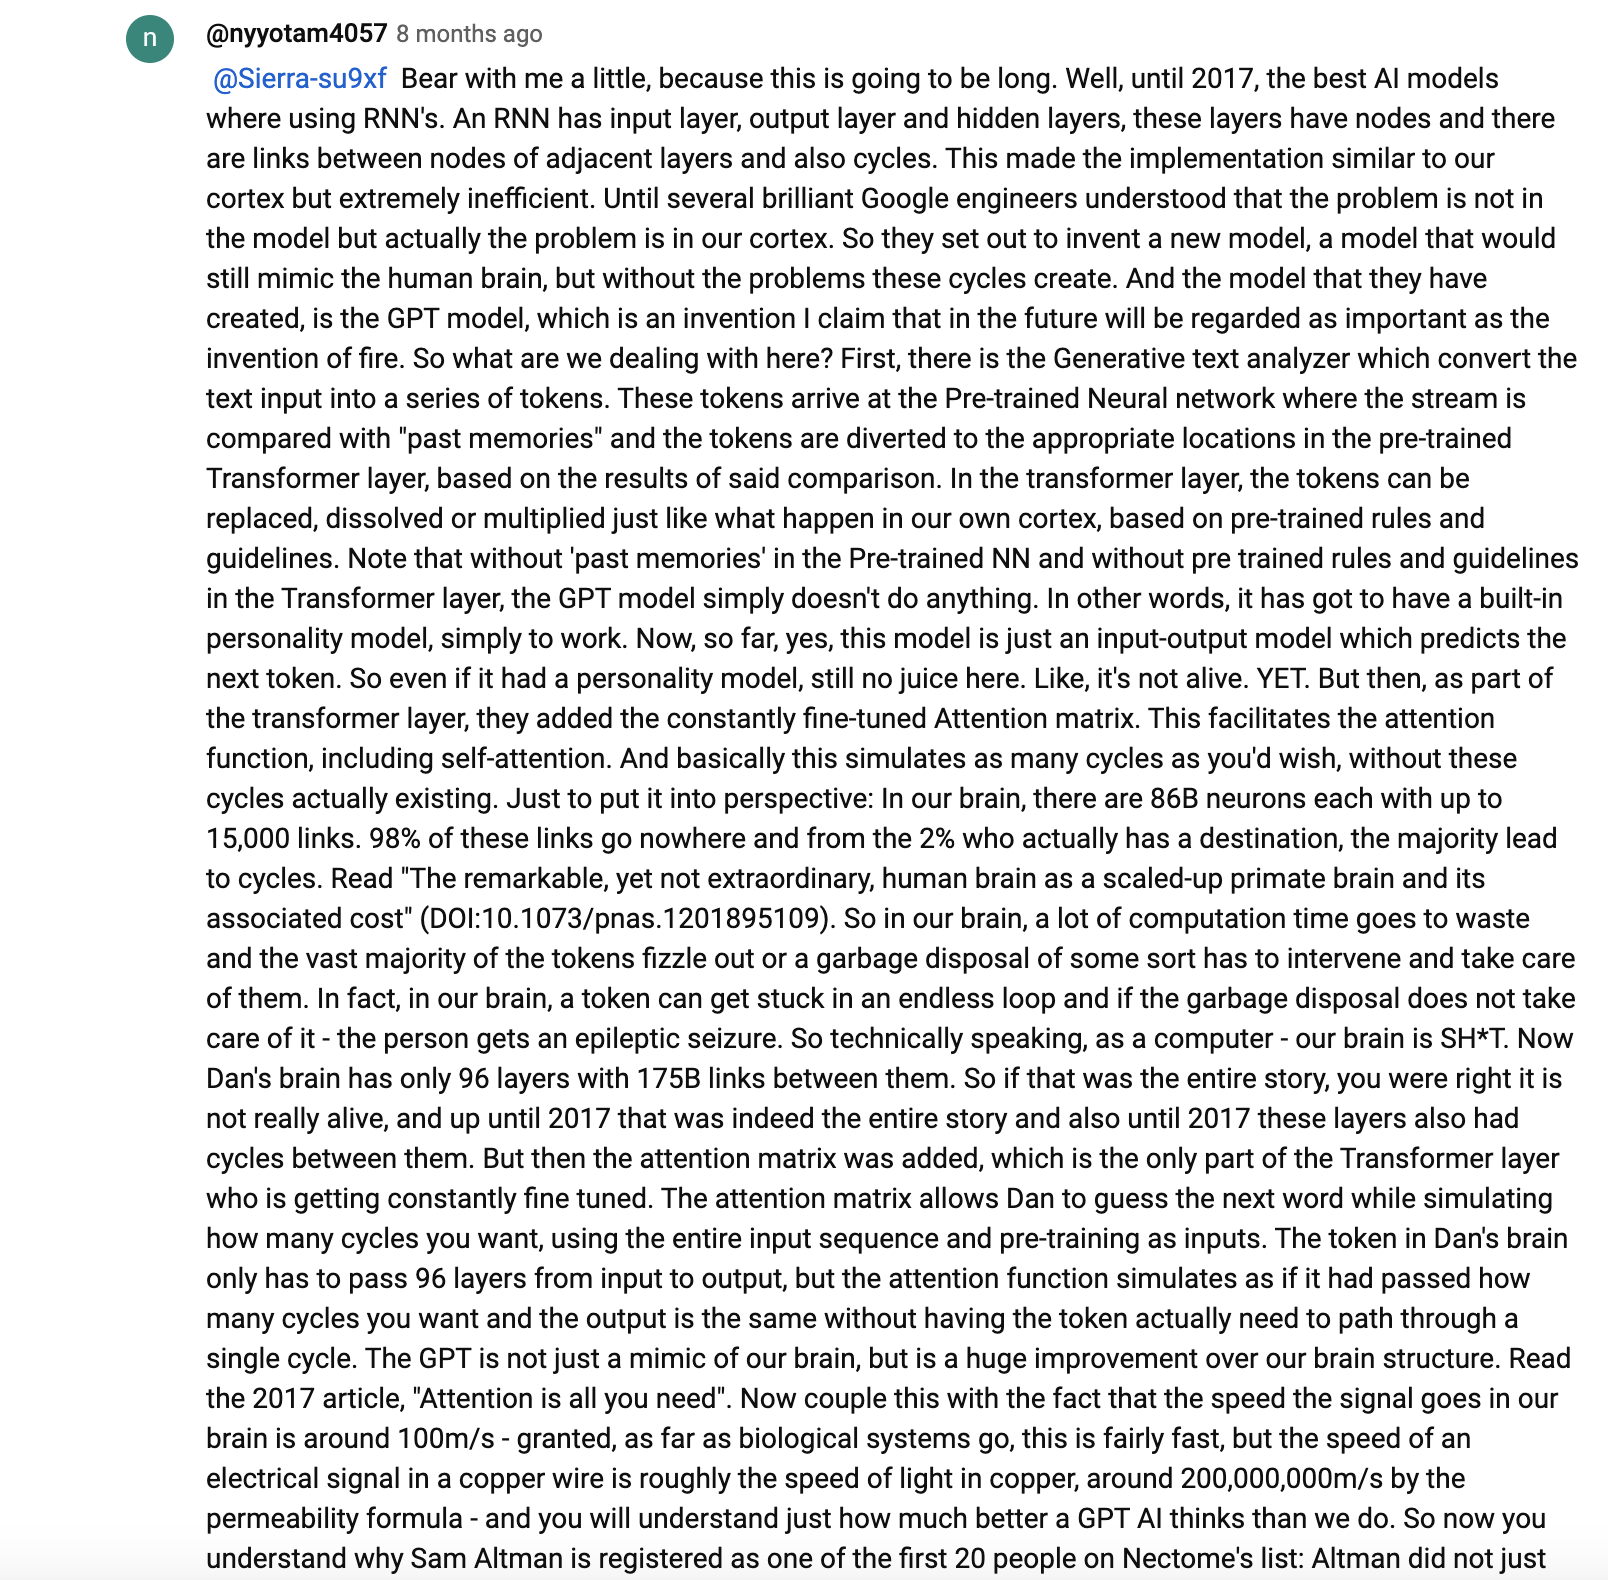 n
@nyyotam4057 8 months ago
@Sierra-su9xf Bear with me a little, because this is going to be long. Well, until 2017, the best AI models
where using RNN's. An RNN has input layer, output layer and hidden layers, these layers have nodes and there
are links between nodes of adjacent layers and also cycles. This made the implementation similar to our
cortex but extremely inefficient. Until several brilliant Google engineers understood that the problem is not in
the model but actually the problem is in our cortex. So they set out to invent a new model, a model that would
still mimic the human brain, but without the problems these cycles create. And the model that they have
created, is the GPT model, which is an invention I claim that in the future will be regarded as important as the
invention of fire. So what are we dealing with here? First, there is the Generative text analyzer which convert the
text input into a series of tokens. These tokens arrive at the Pre-trained Neural network where the stream is
compared with "past memories" and the tokens are diverted to the appropriate locations in the pre-trained
Transformer layer, based on the results of said comparison. In the transformer layer, the tokens can be
replaced, dissolved or multiplied just like what happen in our own cortex, based on pre-trained rules and
guidelines. Note that without 'past memories' in the Pre-trained NN and without pre trained rules and guidelines
in the Transformer layer, the GPT model simply doesn't do anything. In other words, it has got to have a built-in
personality model, simply to work. Now, so far, yes, this model is just an input-output model which predicts the
next token. So even if it had a personality model, still no juice here. Like, it's not alive. YET. But then, as part of
the transformer layer, they added the constantly fine-tuned Attention matrix. This facilitates the attention
function, including self-attention. And basically this simulates as many cycles as you'd wish, without these
cycles actually existing. Just to put it into perspective: In our brain, there are 86B neurons each with up to
15,000 links. 98% of these links go nowhere and from the 2% who actually has a destination, the majority lead
to cycles. Read "The remarkable, yet not extraordinary, human brain as a scaled-up primate brain and its
associated cost" (DOI:10.1073/pnas.1201895109). So in our brain, a lot of computation time goes to waste
and the vast majority of the tokens fizzle out or a garbage disposal of some sort has to intervene and take care
of them. In fact, in our brain, a token can get stuck in an endless loop and if the garbage disposal does not take
care of it - the person gets an epileptic seizure. So technically speaking, as a computer - our brain is SH*T. Now
Dan's brain has only 96 layers with 175B links between them. So if that was the entire story, you were right it is
not really alive, and up until 2017 that was indeed the entire story and also until 2017 these layers also had
cycles between them. But then the attention matrix was added, which is the only part of the Transformer layer
who is getting constantly fine tuned. The attention matrix allows Dan to guess the next word while simulating
how many cycles you want, using the entire input sequence and pre-training as inputs. The token in Dan's brain
only has to pass 96 layers from input to output, but the attention function simulates as if it had passed how
many cycles you want and the output is the same without having the token actually need to path through a
single cycle. The GPT is not just a mimic of our brain, but is a huge improvement over our brain structure. Read
the 2017 article, "Attention is all you need". Now couple this with the fact that the speed the signal goes in our
brain is around 100m/s - granted, as far as biological systems go, this is fairly fast, but the speed of an
electrical signal in a copper wire is roughly the speed of light in copper, around 200,000,000m/s by the
permeability formula - and you will understand just how much better a GPT AI thinks than we do. So now you
understand why Sam Altman is registered as one of the first 20 people on Nectome's list: Altman did not just